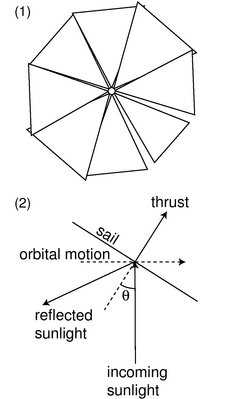 (1)
(2)
thrust
sail
orbital motion
θ
reflected
sunlight
incoming
sunlight